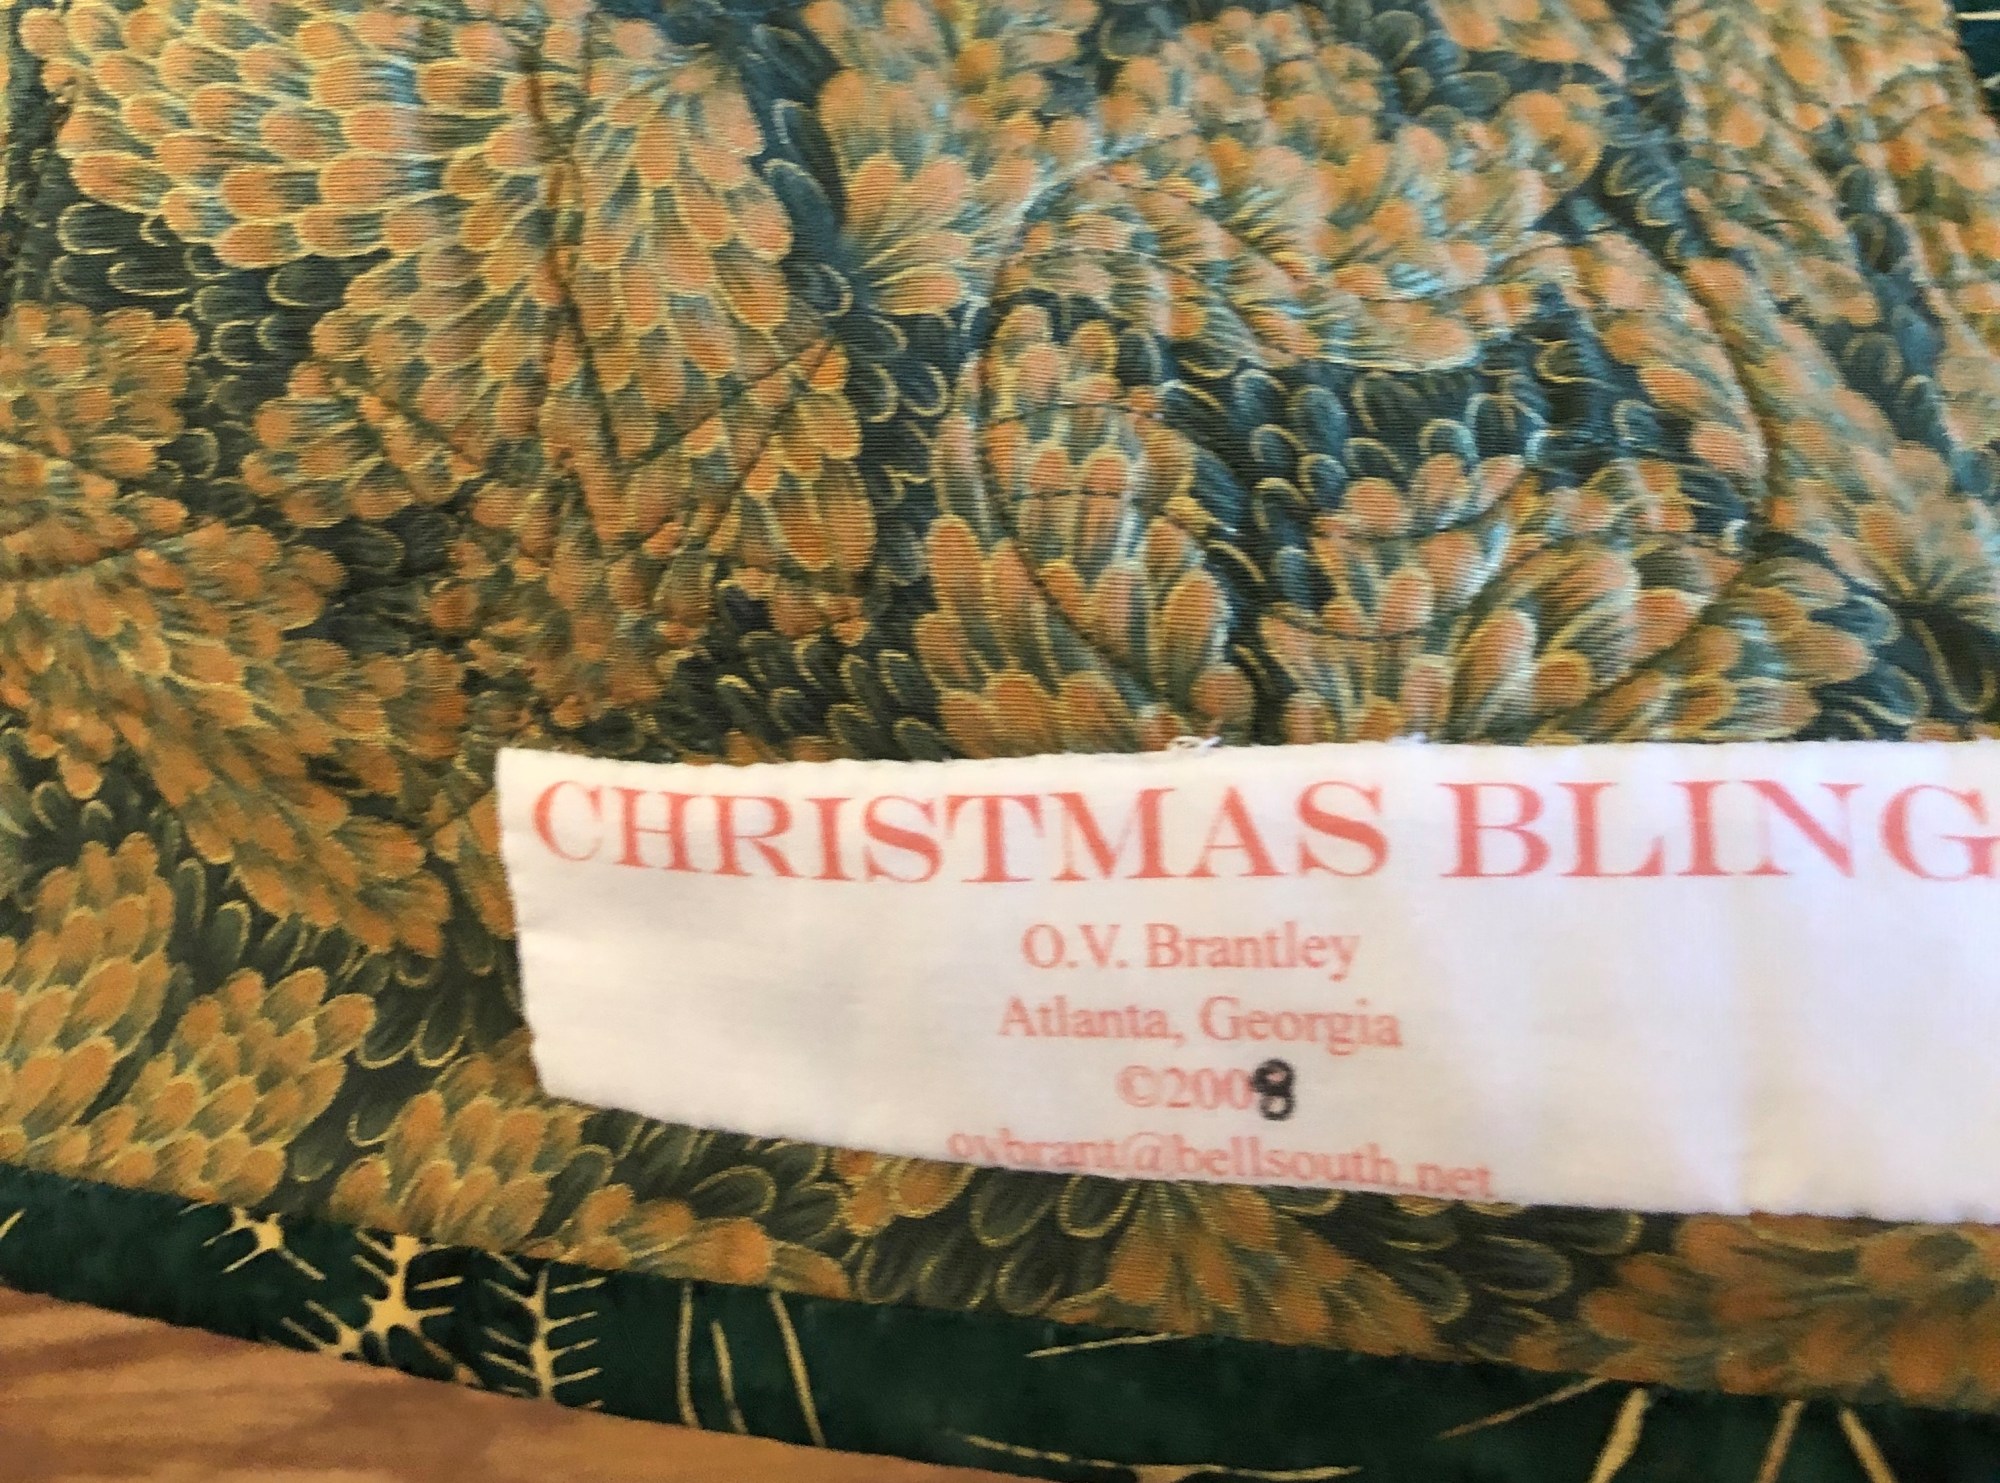 CHRISTMAS BLING
O.V. Brantley
Atlanta, Georgia
©2008
ovbrant@bellsouth.net